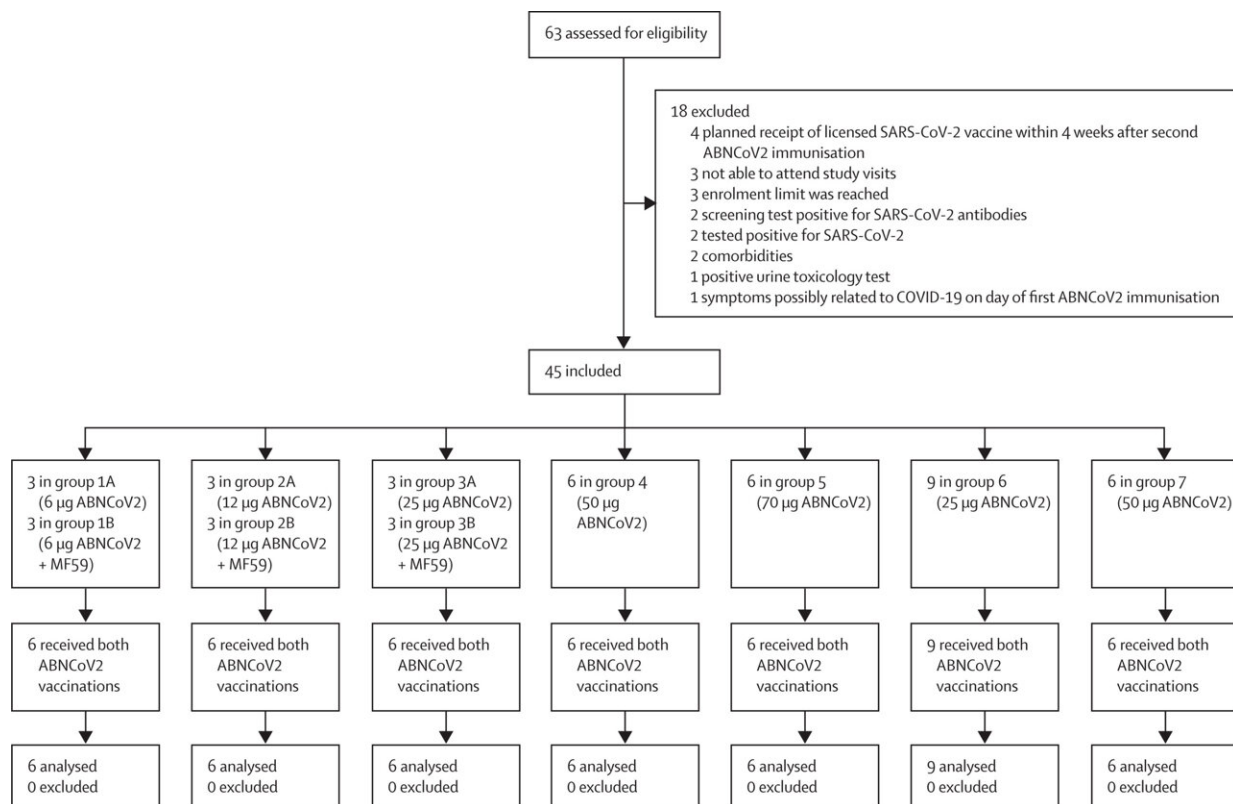 63 assessed for eligibility
18 excluded
4 planned receipt of licensed SARS-CoV-2 vaccine within 4 weeks after second
ABNCoV2 immunisation
3 not able to attend study visits
3 enrolment limit was reached
2 screening test positive for SARS-CoV-2 antibodies
2 tested positive for SARS-CoV-2
2 comorbidities
1 positive urine toxicology test
1 symptoms possibly related to COVID-19 on day of first ABNCoV2 immunisation
45 included
3 in group 1A
(6 µg ABNCoV2)
3 in group 1B
(6 µg ABNCoV2
+ MF59)
3 in group 2A
(12 µg ABNCoV2)
3 in group 2B
(12 µg ABNCoV2
+ MF59)
3 in group 3A
(25 µg ABNCoV2)
3 in group 3B
(25 µg ABNCoV2
+ MF59)
6 in group 4
(50 µg
ABNCoV2)
6 in group 5
(70 µg ABNCoV2)
9 in group 6
(25 µg ABNCoV2)
6 in group 7
(50 µg ABNCoV2)
6 received both
ABNCoV2
vaccinations
6 received both
ABNCoV2
vaccinations
6 received both
ABNCoV2
vaccinations
6 received both
ABNCoV2
vaccinations
6 received both
ABNCoV2
vaccinations
9 received both
ABNCoV2
vaccinations
6 received both
ABNCoV2
vaccinations
6 analysed
0 excluded
6 analysed
0 excluded
6 analysed
0 excluded
6 analysed
0 excluded
6 analysed
0 excluded
9 analysed
0 excluded
6 analysed
0 excluded